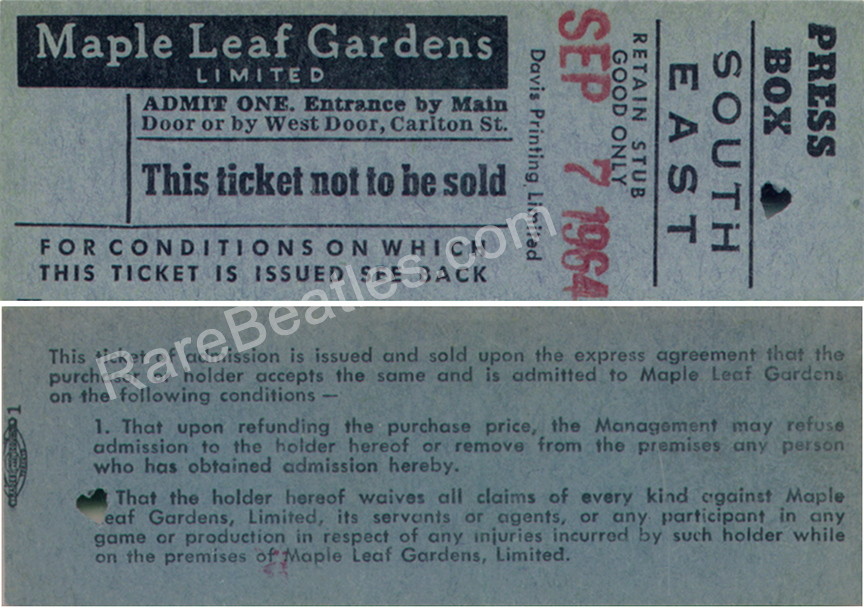 Maple Leaf Gardens
LIMITED
ADMIT ONE. Entrance by Main
Door or by West Door, Carlton St.
This ticket not to be sold
FOR CONDITIONS ON WHICH
THIS TICKET IS ISSUED SEE BACK
Davis Printing Limited
SEP 7 1964
GOOD ONLY
RETAIN STUB
EAST
SOUTH
BOX
PRESS
RareBeatles.com
This ticket of admission is issued and sold upon the express agreement that the
purchaser or holder accepts the same and is admitted to Maple Leaf Gardens
on the following conditions —
1. That upon refunding the purchase price, the Management may refuse
admission to the holder hereof or remove from the premises any person
who has obtained admission hereby.
That the holder hereof waives all claims of every kind against Maple
eaf Gardens, Limited, its servants or agents, or any participant in any
game or production in respect of any injuries incurred by such holder while
on the premises of Maple Leaf Gardens, Limited.
1